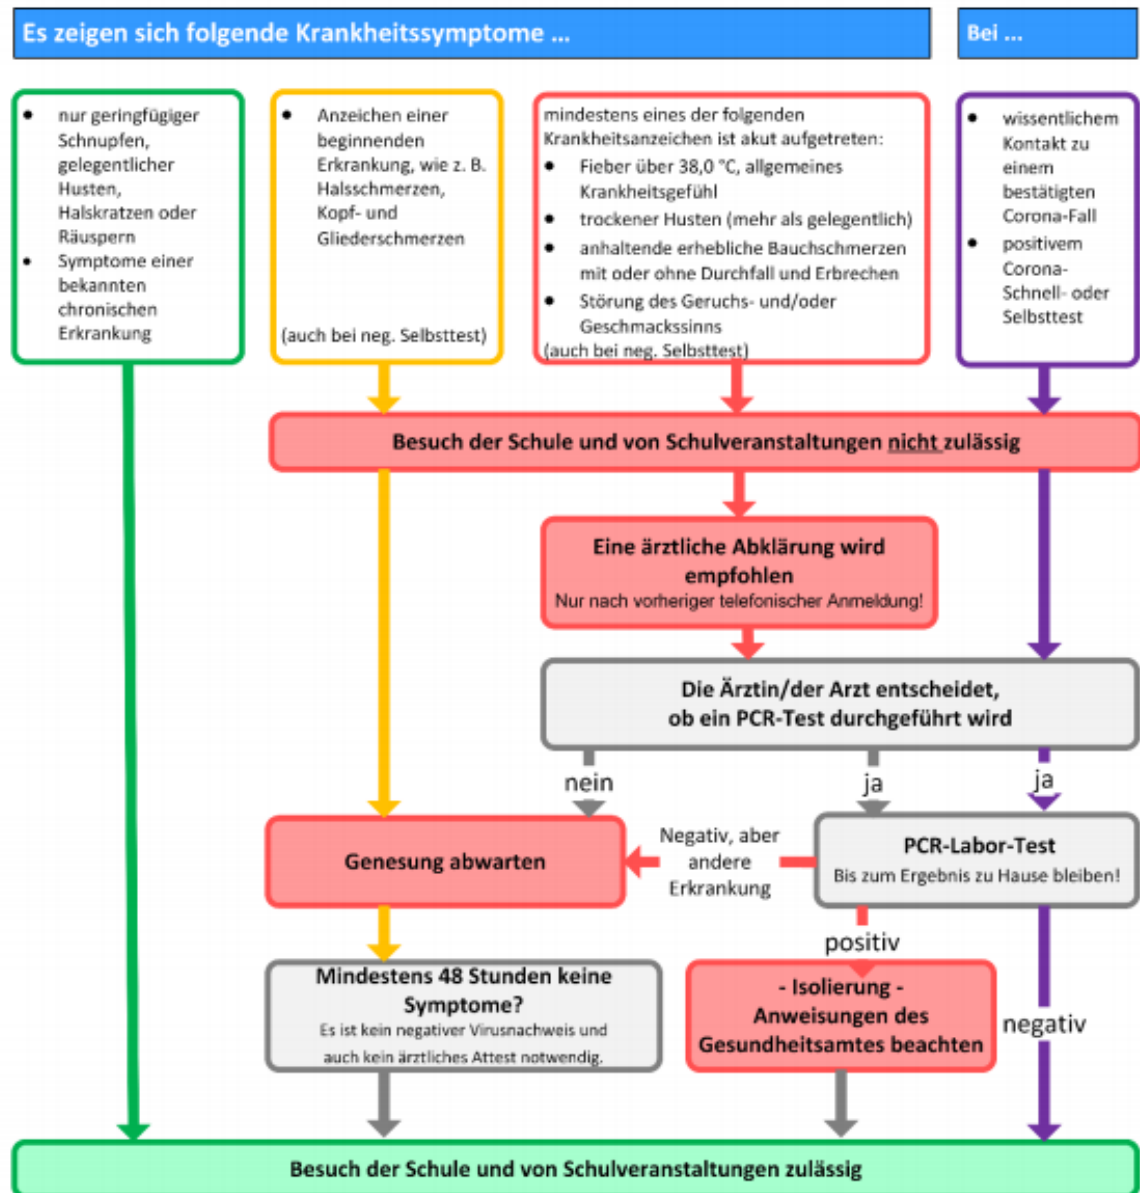 Es zeigen sich folgende Krankheitssymptome ...
Bei ...
• nur geringfügiger
Schnupfen,
gelegentlicher
Husten,
Halskratzen oder
Räuspern
• Symptome einer
bekannten
chronischen
Erkrankung
• Anzeichen einer
beginnenden
Erkrankung, wie z. B.
Halsschmerzen,
Kopf- und
Gliederschmerzen
(auch bei neg. Selbsttest)
mindestens eines der folgenden
Krankheitsanzeichen ist akut aufgetreten:
• Fieber über 38,0 °C, allgemeines
Krankheitsgefühl
• trockener Husten (mehr als gelegentlich)
• anhaltende erhebliche Bauchschmerzen
mit oder ohne Durchfall und Erbrechen
• Störung des Geruchs- und/oder
Geschmackssinns
(auch bei neg. Selbsttest)
• wissentlichem
Kontakt zu
einem
bestätigten
Corona-Fall
• positivem
Corona-
Schnell- oder
Selbsttest
Besuch der Schule und von Schulveranstaltungen nicht zulässig
Eine ärztliche Abklärung wird
empfohlen
Nur nach vorheriger telefonischer Anmeldung!
Die Ärztin/der Arzt entscheidet,
ob ein PCR-Test durchgeführt wird
nein
ja
ja
Genesung abwarten
Negativ, aber
andere
Erkrankung
PCR-Labor-Test
Bis zum Ergebnis zu Hause bleiben!
positiv
Mindestens 48 Stunden keine
Symptome?
Es ist kein negativer Virusnachweis und
auch kein ärztliches Attest notwendig.
- Isolierung -
Anweisungen des
Gesundheitsamtes beachten
negativ
Besuch der Schule und von Schulveranstaltungen zulässig